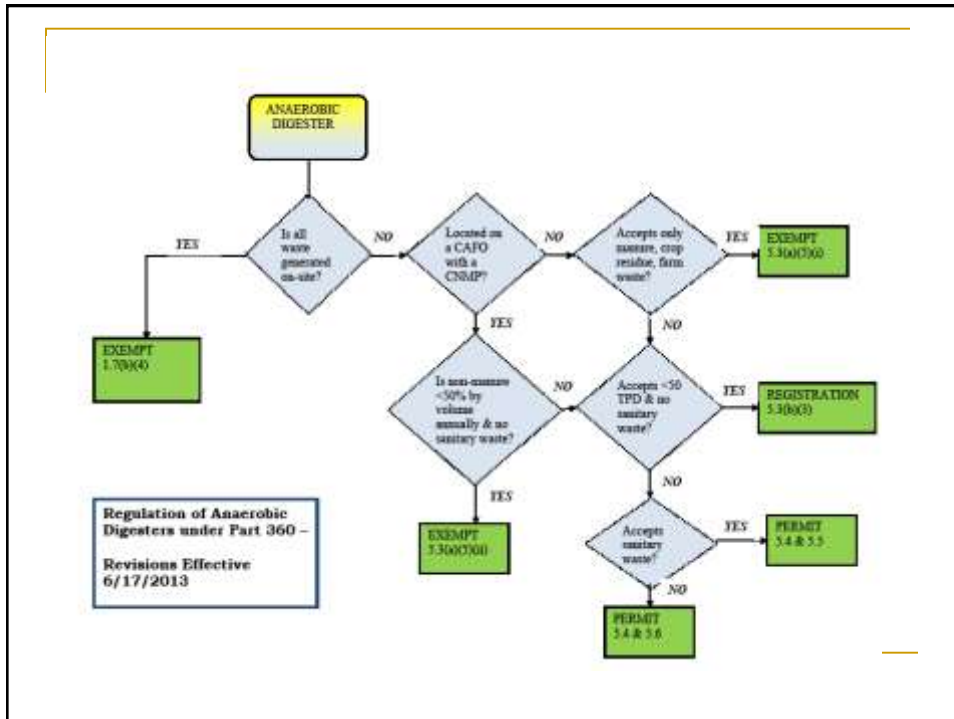 ANAEROBIC
DIGESTER
Is all
waste
generated
on-site?
YES
NO
Located on
a CAFO
with a
CNMP?
NO
Accepts only
manure, crop
residue, farm
waste?
YES
EXEMPT
YES
NO
EXEMPT
1.7(b)(4)
Is non-manure
<50% by
volume
annually & no
sanitary waste?
NO
Accepts <50
TPD & no
sanitary
waste?
YES
REGISTRATION
YES
NO
EXEMPT
Accepts
sanitary
waste?
YES
PERMIT
5.4 & 5.5
NO
PERMIT
5.4 & 5.6
Regulation of Anaerobic
Digesters under Part 360 –
Revisions Effective
6/17/2013